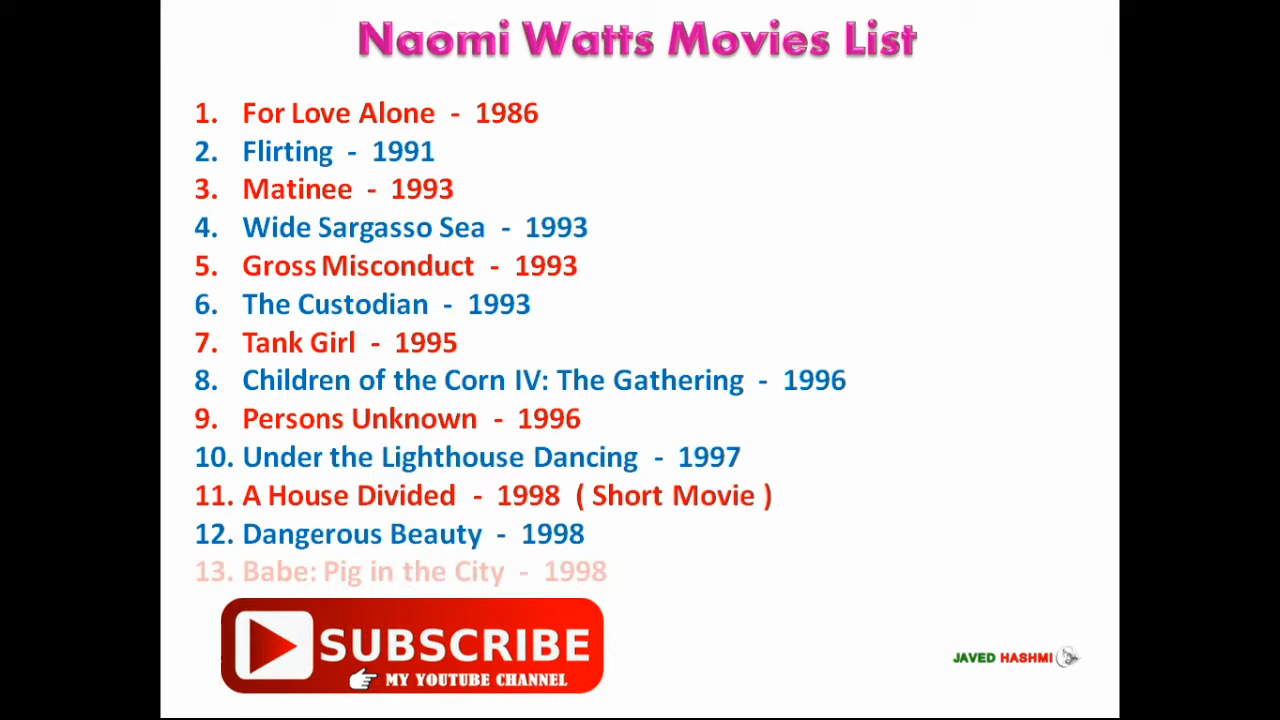 Naomi Watts Movies List
1. For Love Alone - 1986
2. Flirting - 1991
3. Matinee - 1993
4. Wide Sargasso Sea - 1993
5. Gross Misconduct - 1993
6. The Custodian - 1993
7. Tank Girl - 1995
8. Children of the Corn IV: The Gathering - 1996
9. Persons Unknown - 1996
10. Under the Lighthouse Dancing - 1997
11. A House Divided - 1998 ( Short Movie )
12. Dangerous Beauty - 1998
13. Babe: Pig in the City - 1998
SUBSCRIBE
MY YOUTUBE CHANNEL
JAVED HASHMI